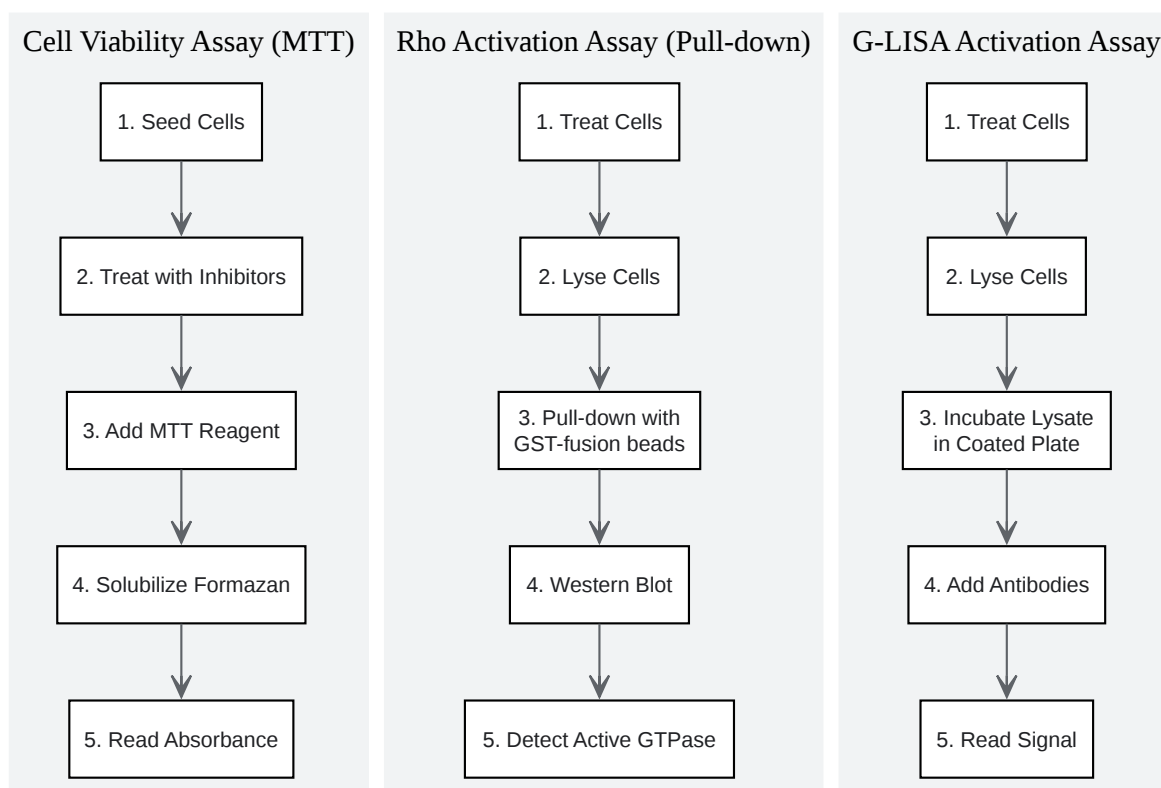 Cell Viability Assay (MTT)
1. Seed Cells
2. Treat with Inhibitors
3. Add MTT Reagent
4. Solubilize Formazan
5. Read Absorbance
Rho Activation Assay (Pull-down)
1. Treat Cells
2. Lyse Cells
3. Pull-down with
GST-fusion beads
4. Western Blot
5. Detect Active GTPase
G-LISA Activation Assay
1. Treat Cells
2. Lyse Cells
3. Incubate Lysate
in Coated Plate
4. Add Antibodies
5. Read Signal